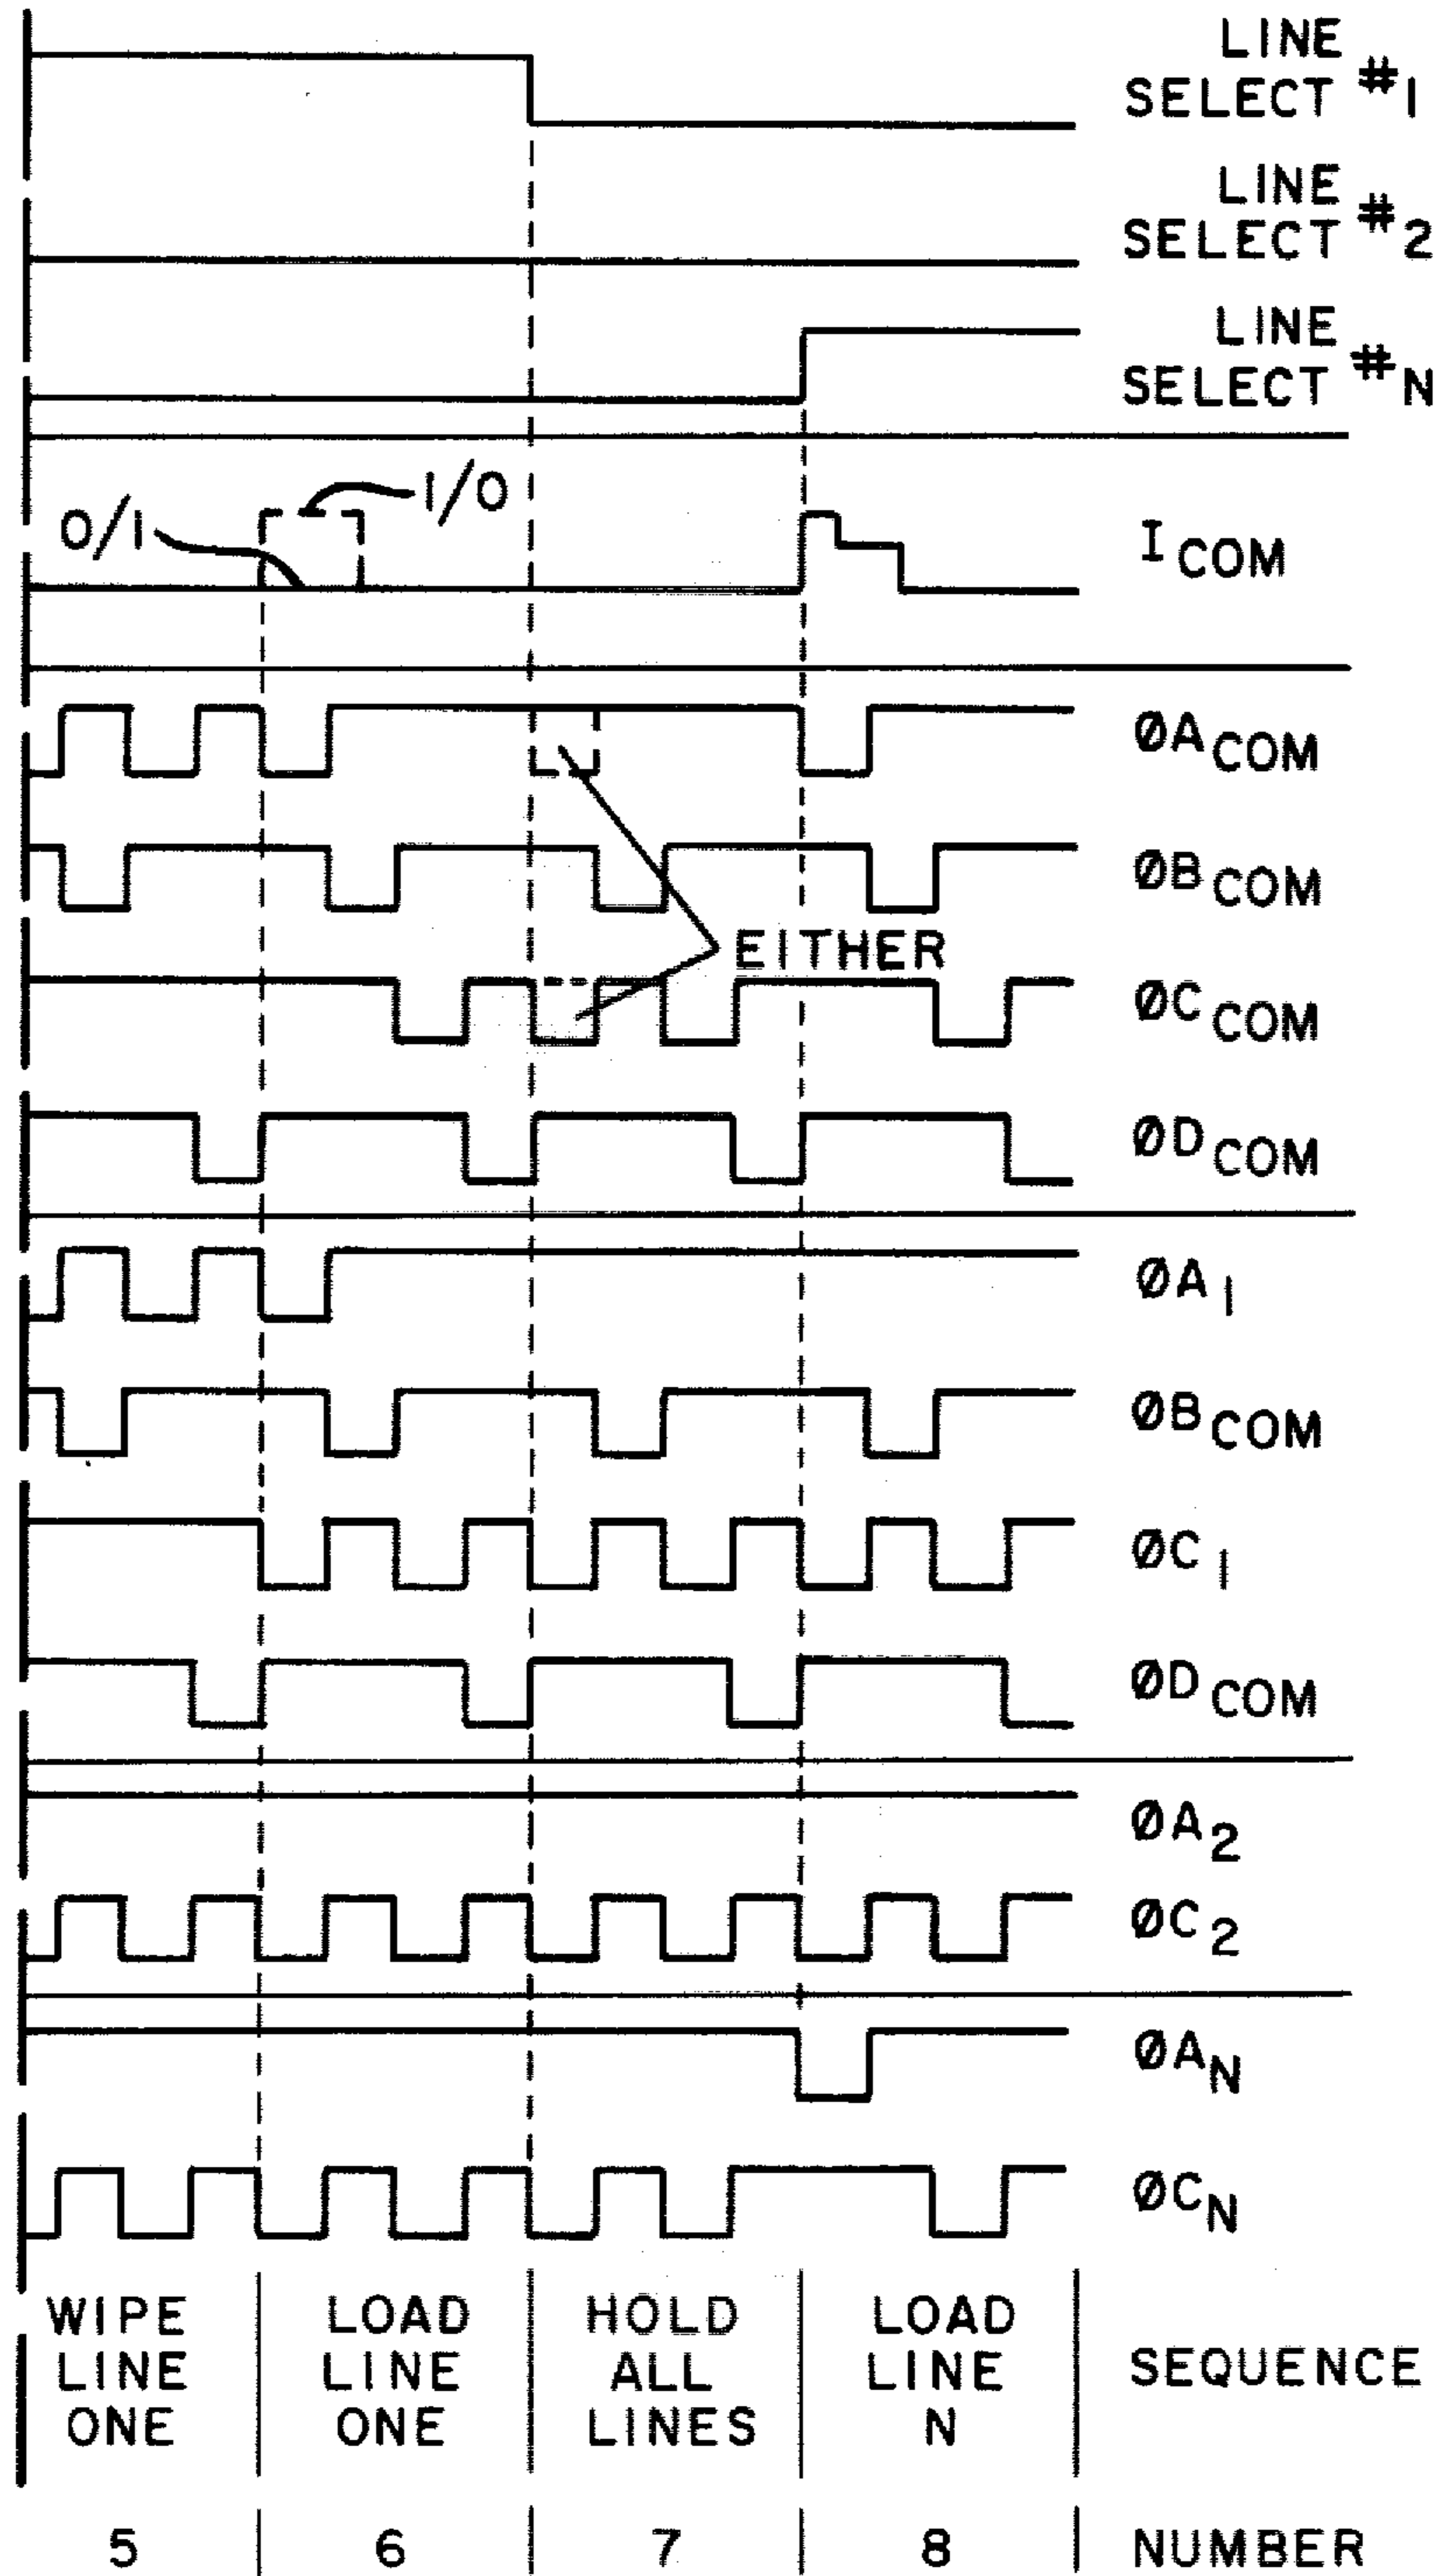 LINE
SELECT #1
LINE
SELECT #2
LINE
SELECT #N
0/1
1/0
I COM
ØA COM
ØB COM
EITHER
ØC COM
ØD COM
ØA 1
ØB COM
ØC 1
ØD COM
ØA 2
ØC 2
ØA N
ØC N
WIPE LINE ONE
LOAD LINE ONE
HOLD ALL LINES
LOAD LINE N
SEQUENCE
5 6 7 8 NUMBER